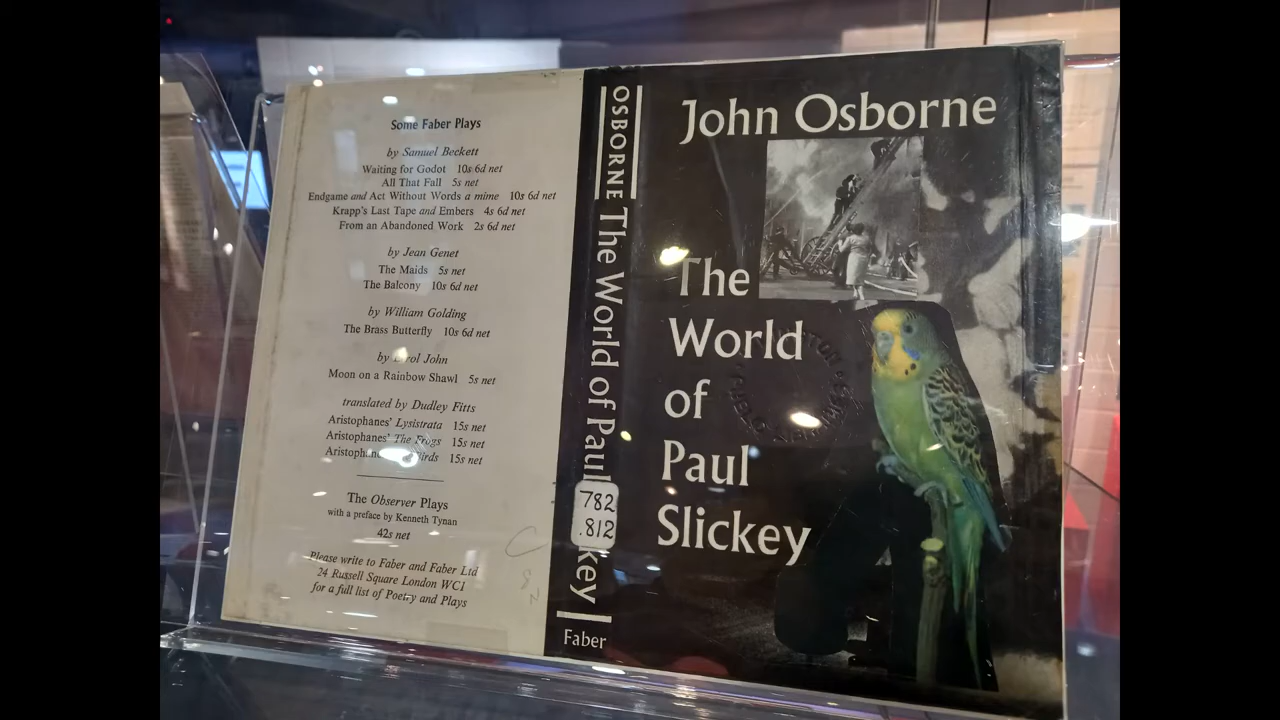 Some Faber Plays
by Samuel Beckett
Waiting for Godot 10s 6d net
All That Fall 5s net
Endgame and Act Without Words a mime 10s 6d net
Krapp's Last Tape and Embers 4s 6d net
From an Abandoned Work 2s 6d net
by Jean Genet
The Maids 5s net
The Balcony 10s 6d net
by William Golding
The Brass Butterfly 10s 6d net
by John
Moon on a Rainbow Shawl 5s net
translated by Dudley Fitts
Aristophanes' Lysistrata 15s net
Aristophanes' The Frogs 15s net
15s net
The Observer Plays
with a preface by Kenneth Tynan
42s net
Please write to Faber and Faber Ltd
24 Russell Square London WC1
for a full list of Poetry and Plays
OSBORNE The World of Paul key
782
.812
Faber
John Osborne
The
World
of
Paul
Slickey